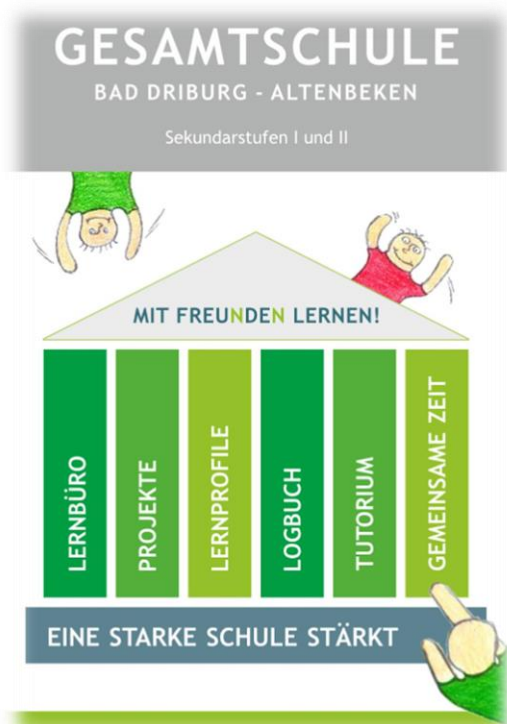 GESAMTSCHULE
BAD DRIBURG - ALTENBEKEN
Sekundarstufen I und II
MIT FREUNDEN LERNEN!
LERNBÜRO
PROJEKTE
LERNPROFILE
LOGBUCH
TUTORIUM
GEMEINSAME ZEIT
EINE STARKE SCHULE STÄRKT